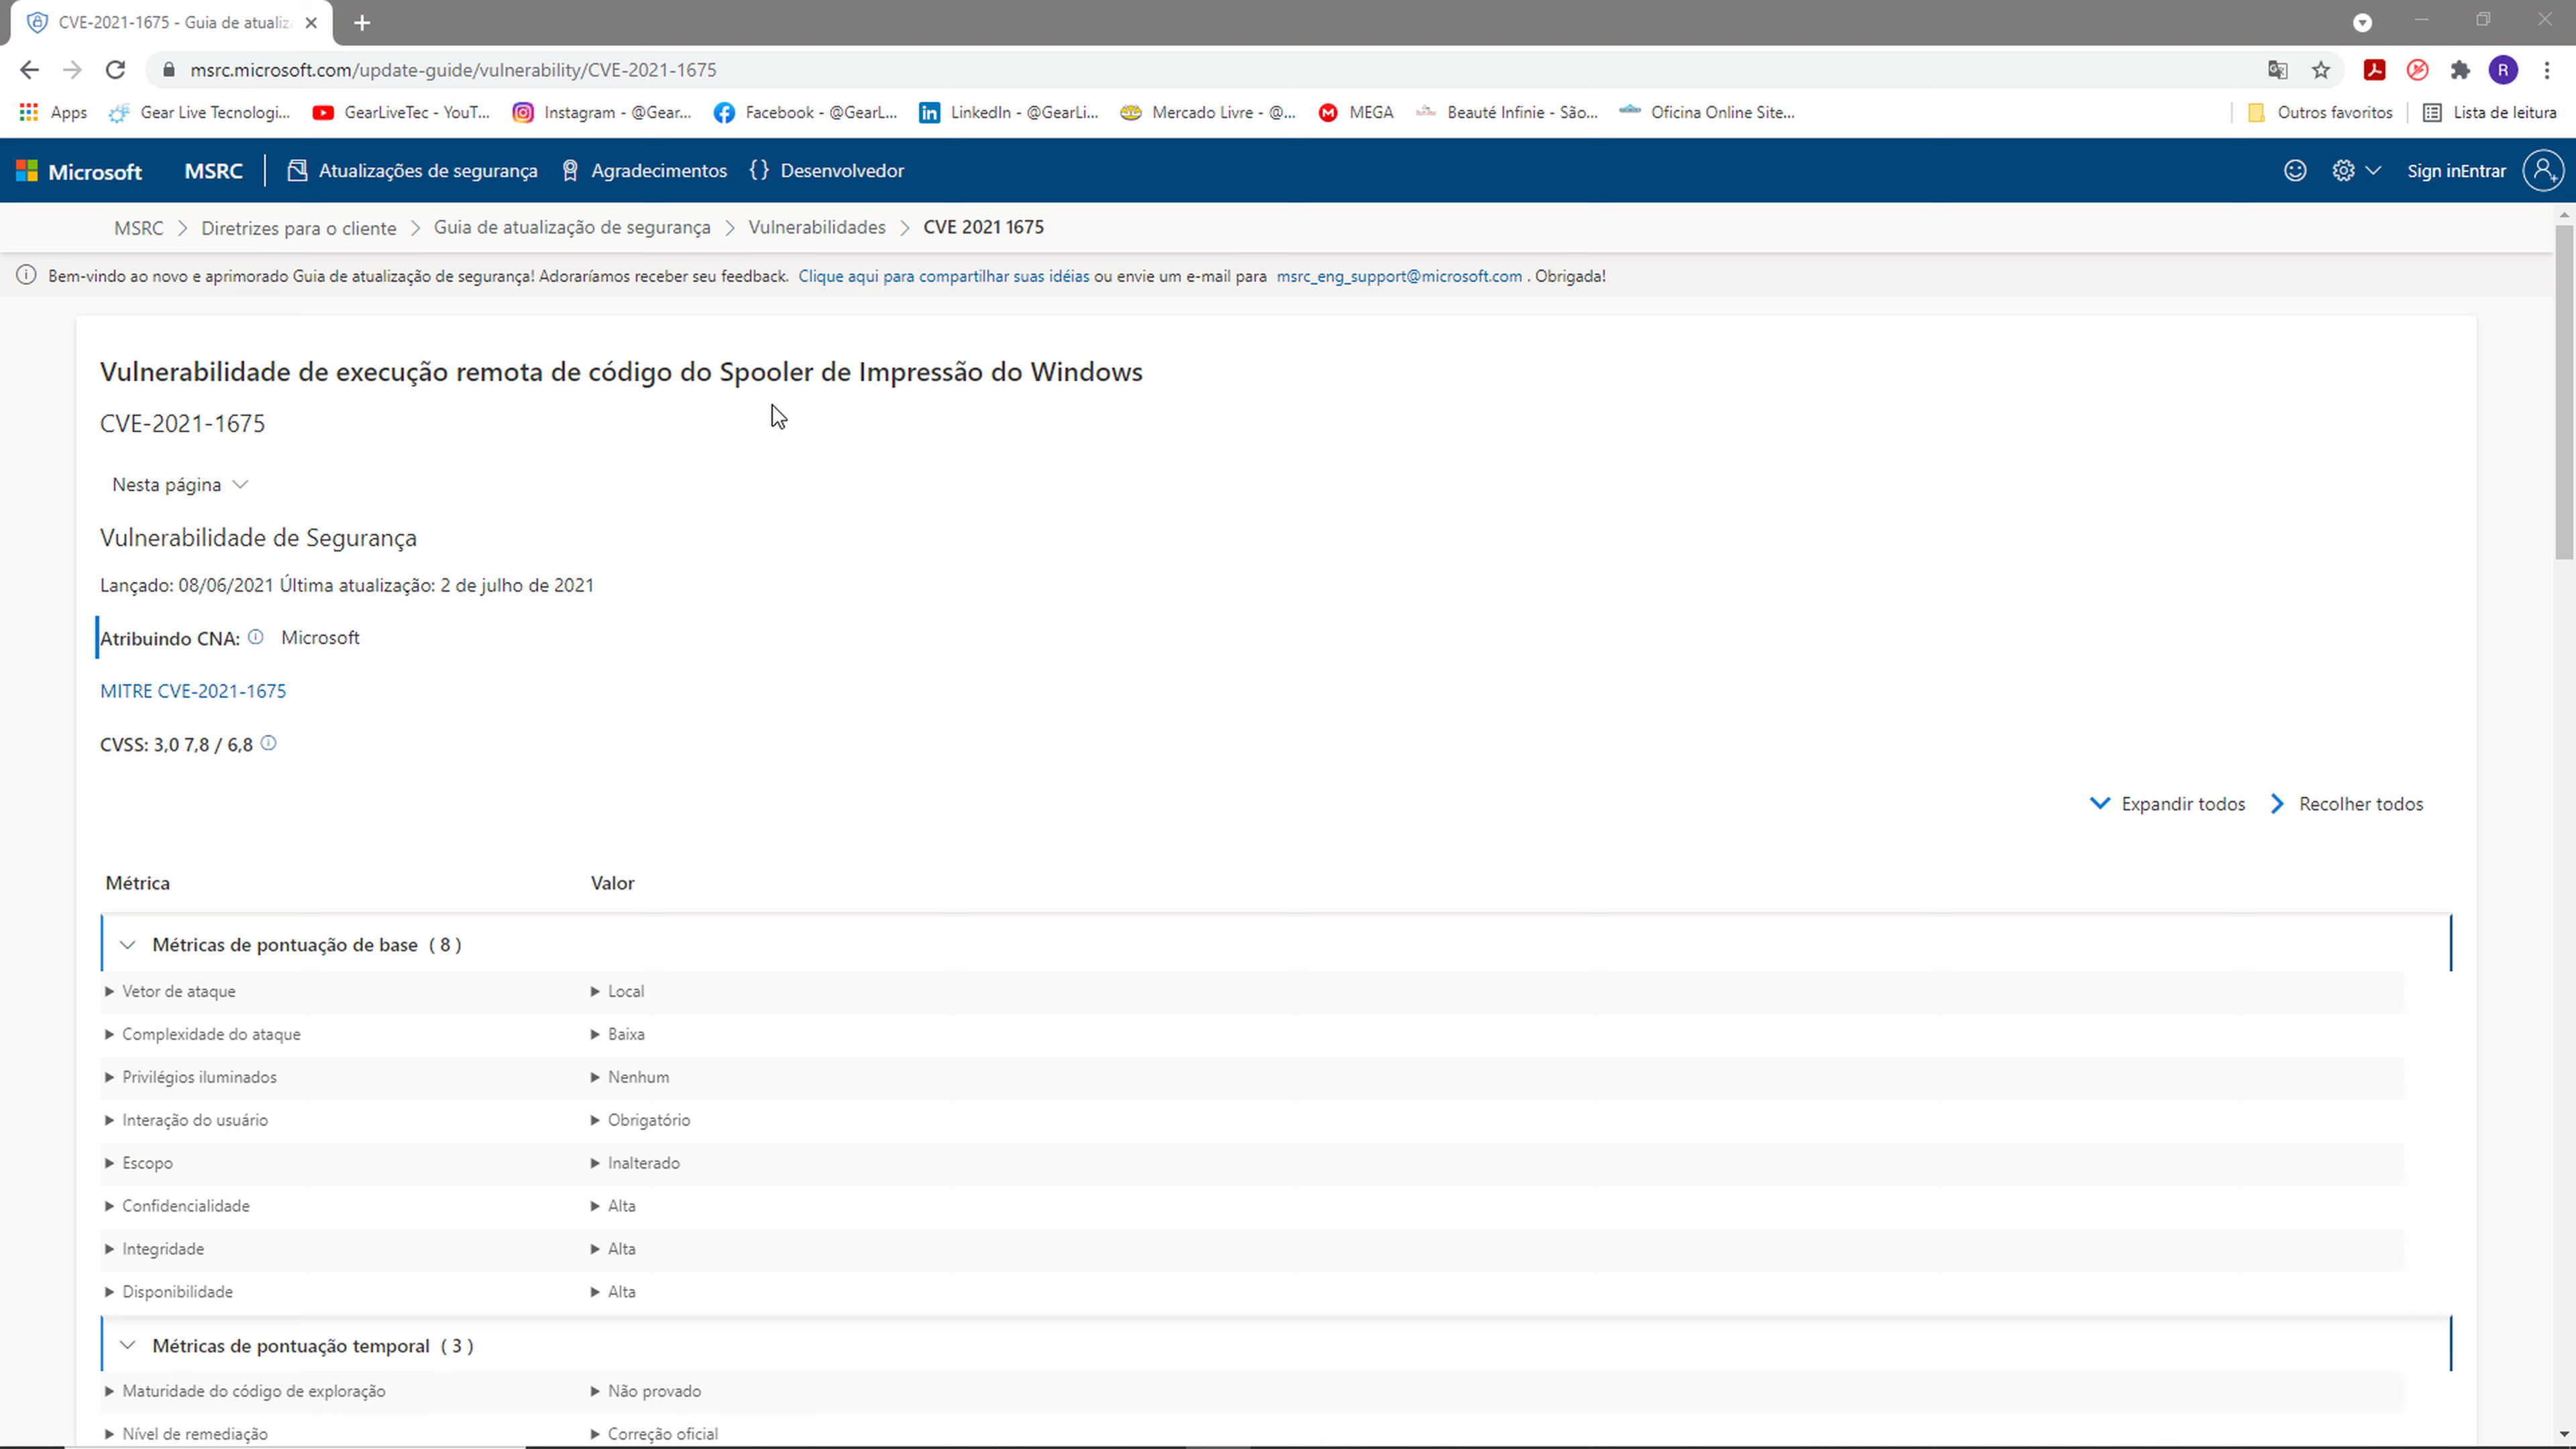 CVE-2021-1675 - Guia de atualiz
msrc.microsoft.com/update-guide/vulnerability/CVE-2021-1675
R
Apps
Gear Live Tecnologi...
GearLiveTec - YouT...
Instagram - @Gear...
Facebook - @GearL...
LinkedIn - @GearLi...
Mercado Livre - @...
MEGA
Beauté Infinie - São...
Oficina Online Site...
Outros favoritos
Lista de leitura
Microsoft
MSRC
Atualizações de segurança
Agradecimentos
{} Desenvolvedor
Sign inEntrar
MSRC > Diretrizes para o cliente > Guia de atualização de segurança > Vulnerabilidades > CVE 2021 1675
Bem-vindo ao novo e aprimorado Guia de atualização de segurança! Adoraríamos receber seu feedback. Clique aqui para compartilhar suas idéias ou envie um e-mail para msrc_eng_support@microsoft.com . Obrigada!
Vulnerabilidade de execução remota de código do Spooler de Impressão do Windows
CVE-2021-1675
Nesta página
Vulnerabilidade de Segurança
Lançado: 08/06/2021 Última atualização: 2 de julho de 2021
Atribuindo CNA: Microsoft
MITRE CVE-2021-1675
CVSS: 3,0 7,8 / 6,8
Expandir todos
Recolher todos
Métrica Valor
Métricas de pontuação de base ( 8 )
Vetor de ataque Local
Complexidade do ataque Baixa
Privilégios iluminados Nenhum
Interação do usuário Obrigatório
Escopo Inalterado
Confidencialidade Alta
Integridade Alta
Disponibilidade Alta
Métricas de pontuação temporal ( 3 )
Maturidade do código de exploração Não provado
Nível de remediação Correção oficial